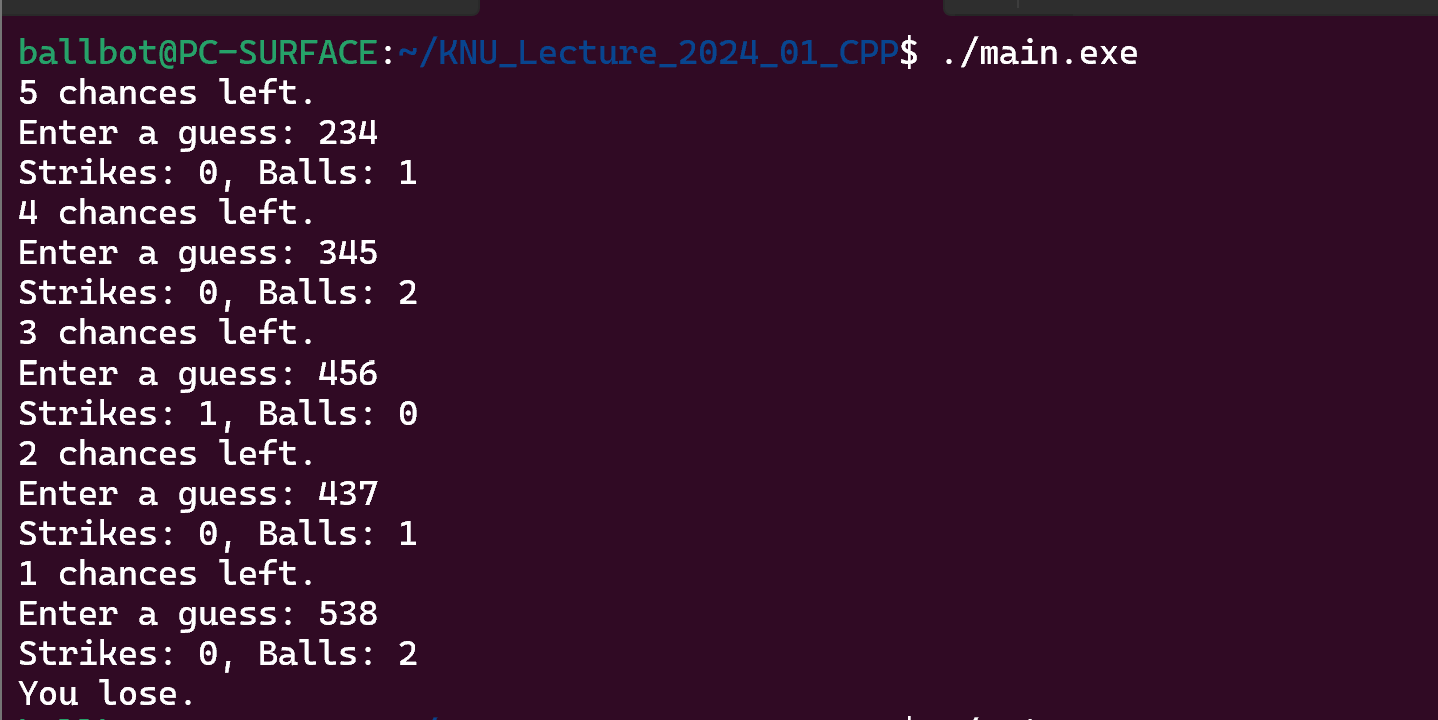 ballbot@PC-SURFACE:~/KNU_Lecture_2024_01_CPP$ ./main.exe
5 chances left.
Enter a guess: 234
Strikes: 0, Balls: 1
4 chances left.
Enter a guess: 345
Strikes: 0, Balls: 2
3 chances left.
Enter a guess: 456
Strikes: 1, Balls: 0
2 chances left.
Enter a guess: 437
Strikes: 0, Balls: 1
1 chances left.
Enter a guess: 538
Strikes: 0, Balls: 2
You lose.